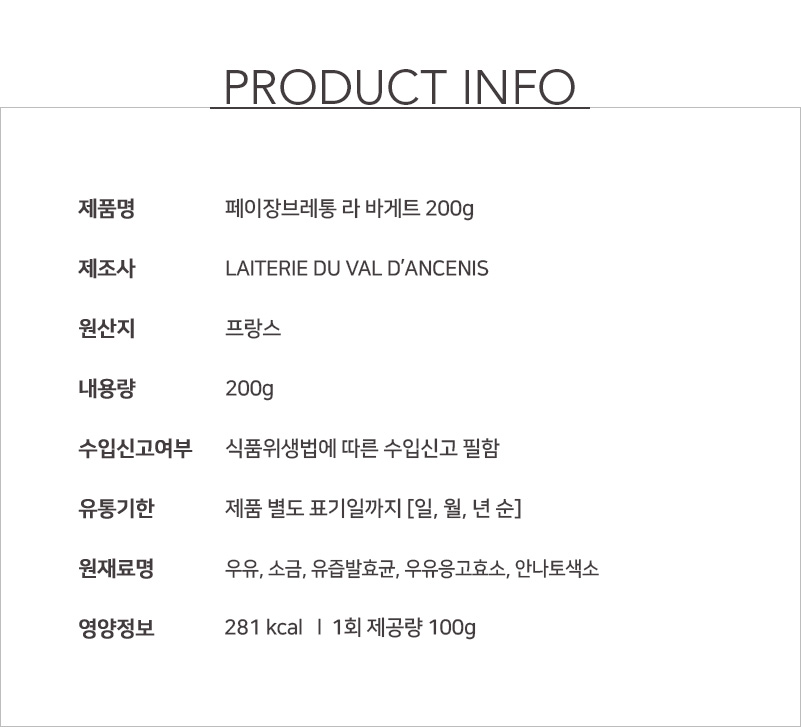 PRODUCT INFO
제품명 페이장브레통 라 바게트 200g
제조사 LAITERIE DU VAL D’ANCENIS
원산지 프랑스
내용량 200g
수입신고여부 식품위생법에 따른 수입신고 필함
유통기한 제품 별도 표기일까지 [일, 월, 년 순]
원재료명 우유, 소금, 유즙발효균, 우유응고효소, 안나토색소
영양정보 281 kcal ㅣ 1회 제공량 100g